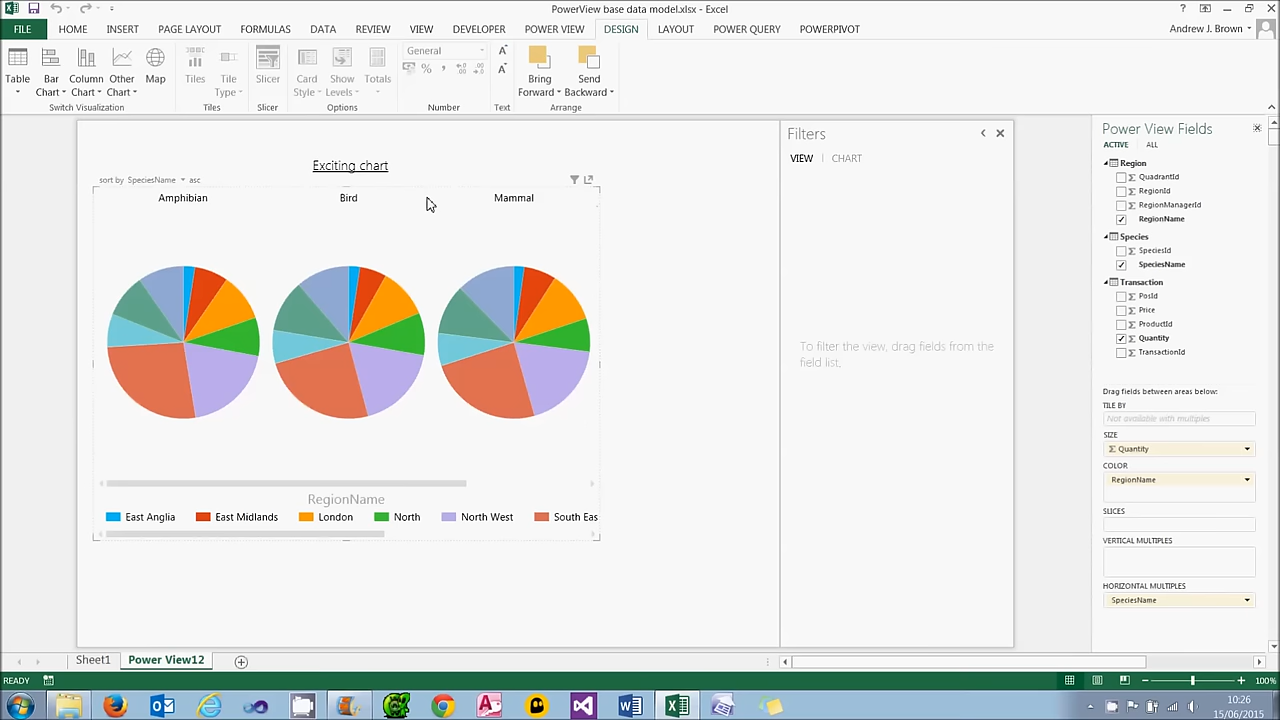 PowerView base data model.xlsx - Excel
FILE HOME INSERT PAGE LAYOUT FORMULAS DATA REVIEW VIEW DEVELOPER POWER VIEW DESIGN LAYOUT POWER QUERY POWERPIVOT Andrew J. Brown
Table Bar Chart Column Chart Other Chart Map Tiles Tile Type Slicer Card Style Show Levels Totals General Bring Forward Send Backward
Switch Visualization Tiles Slicer Options Number Text Arrange
Exciting chart
sort by SpeciesName asc
Amphibian Bird Mammal
RegionName
East Anglia East Midlands London North North West South Eas
Filters
VIEW CHART
To filter the view, drag fields from the
field list.
Power View Fields
ACTIVE ALL
Region
QuadrantId
RegionId
RegionManagerId
RegionName
Species
SpeciesId
SpeciesName
Transaction
PosId
Price
ProductId
Quantity
TransactionId
Drag fields between areas below:
TILE BY
Not available with multiples
SIZE
Σ Quantity
COLOR
RegionName
SLICES
VERTICAL MULTIPLES
HORIZONTAL MULTIPLES
SpeciesName
Sheet1 Power View12
READY 100%
10:26
15/06/2015